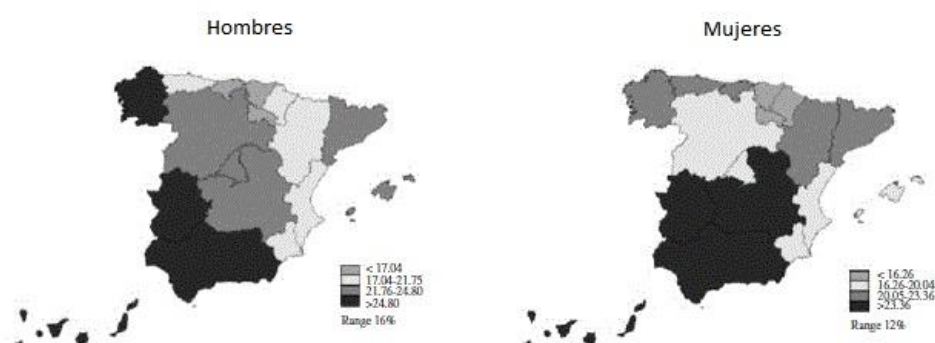 Hombres
Mujeres
< 17.04
17.04-21.75
21.76-24.80
>24.80
Range 16%
< 16.26
16.26-20.04
20.05-23.36
>23.36
Range 12%